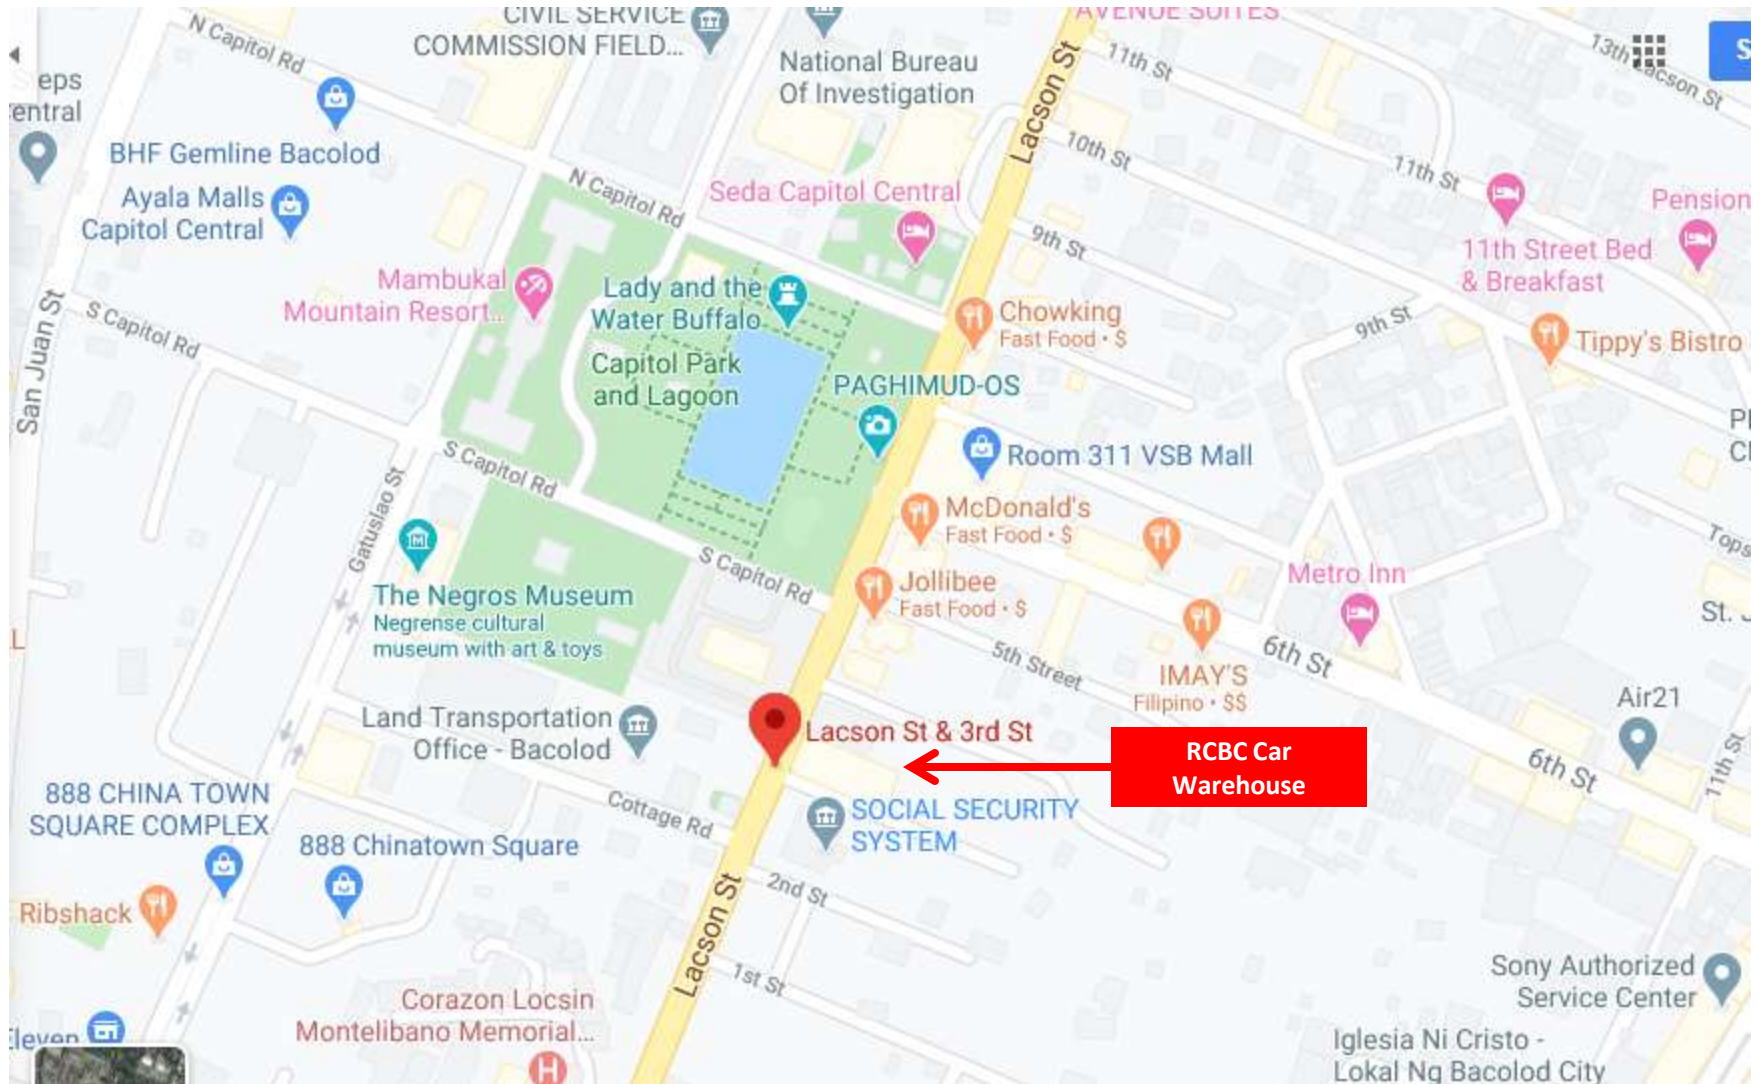 CIVIL SERVICE
COMMISSION FIELD...
AVENUE SUITES
N Capitol Rd
National Bureau
Of Investigation
Lacson St
11th St
13th Lacson St
S
eps
entral
BHF Gemline Bacolod
Ayala Malls
Capitol Central
N Capitol Rd
Seda Capitol Central
10th St
11th St
9th St
Pension
11th Street Bed
& Breakfast
Mambukal
Mountain Resort...
Lady and the
Water Buffalo
Chowking
Fast Food • $
9th St
Tippy's Bistro
San Juan St
S Capitol Rd
Capitol Park
and Lagoon
PAGHIMUD-OS
Room 311 VSB Mall
S Capitol Rd
Gatuslao St
McDonald's
Fast Food • $
Tops
The Negros Museum
Negrense cultural
museum with art & toys
S Capitol Rd
Jollibee
Fast Food • $
Metro Inn
St.
L
5th Street
6th St
IMAY'S
Filipino • $$
Air21
Land Transportation
Office - Bacolod
Lacson St & 3rd St
RCBC Car
Warehouse
6th St
11th St
888 CHINA TOWN
SQUARE COMPLEX
Cottage Rd
SOCIAL SECURITY
SYSTEM
888 Chinatown Square
2nd St
Lacson St
Ribshack
1st St
Sony Authorized
Service Center
Corazon Locsin
Montelibano Memorial...
Eleven
H
Iglesia Ni Cristo -
Lokal Ng Bacolod City